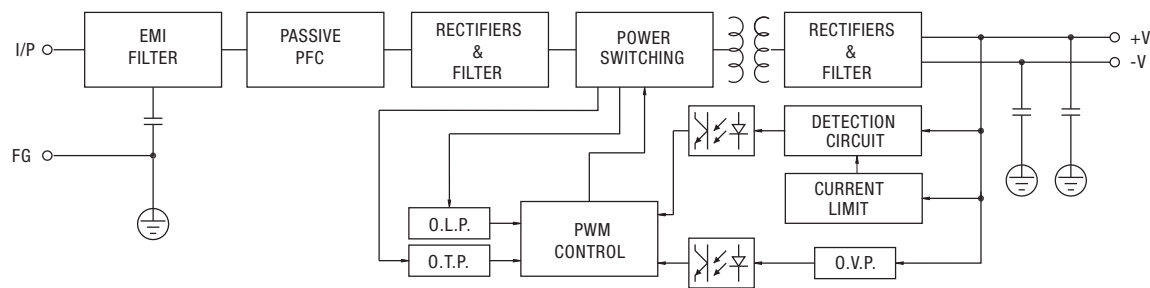 I/P
EMI
FILTER
PASSIVE
PFC
RECTIFIERS
&
FILTER
POWER
SWITCHING
RECTIFIERS
&
FILTER
+V
-V
FG
DETECTION
CIRCUIT
CURRENT
LIMIT
O.L.P.
O.T.P.
PWM
CONTROL
O.V.P.